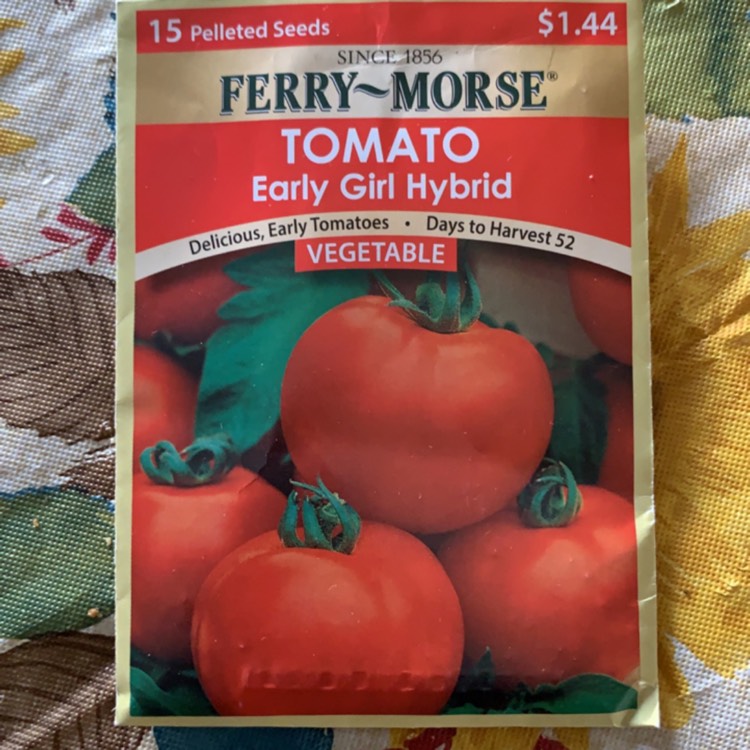 15 Pelleted Seeds $1.44
SINCE 1856
FERRY~MORSE®
TOMATO
Early Girl Hybrid
Delicious, Early Tomatoes • Days to Harvest 52
VEGETABLE